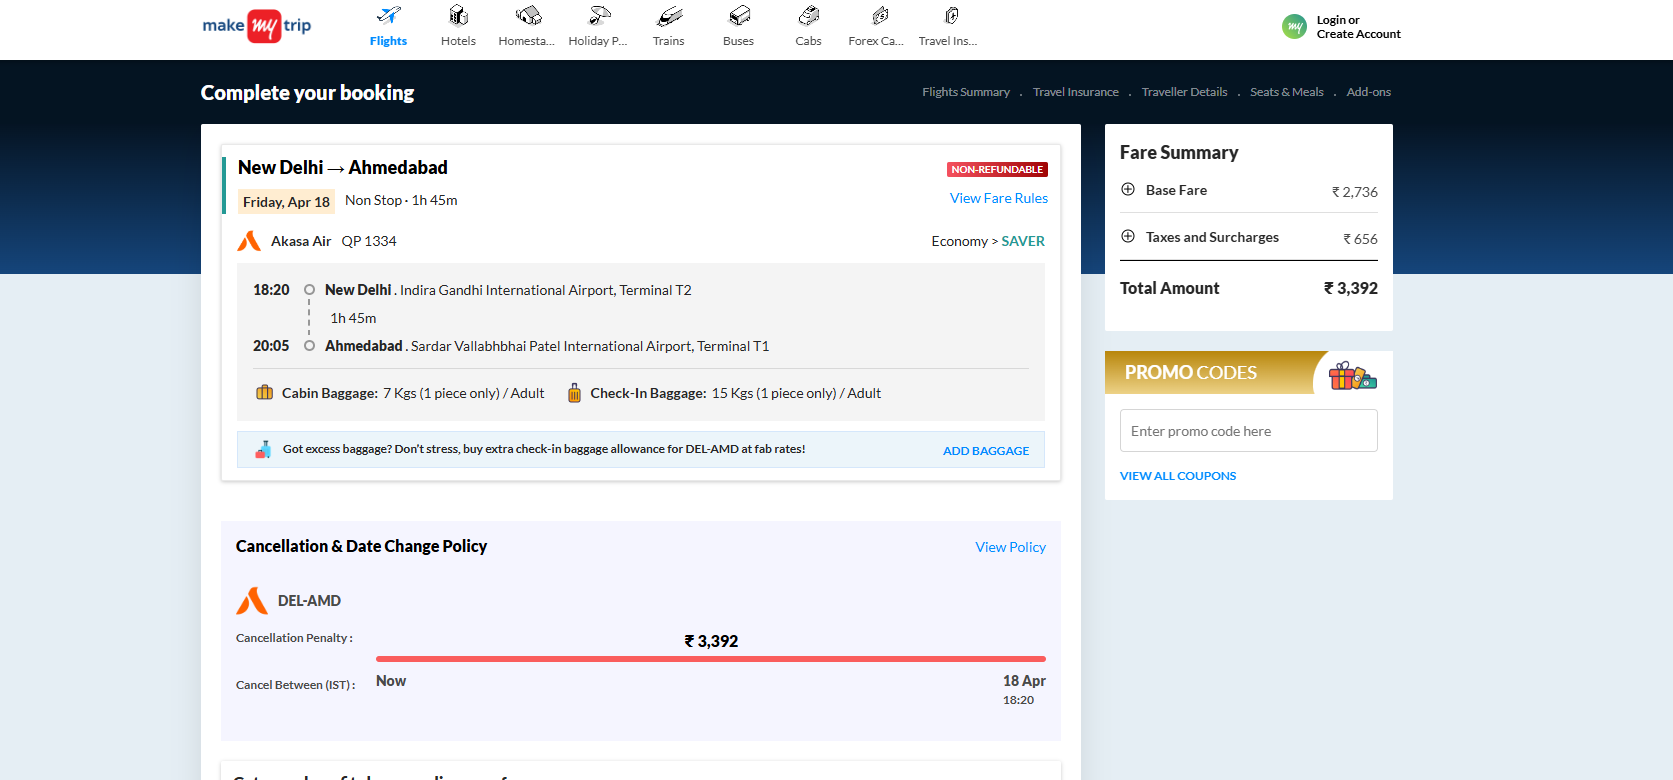 make my trip
Flights
Hotels
Homesta...
Holiday P...
Trains
Buses
Cabs
Forex Ca...
Travel Ins...
my
Login or
Create Account
Complete your booking
Flights Summary . Travel Insurance . Traveller Details . Seats & Meals . Add-ons
New Delhi → Ahmedabad
NON-REFUNDABLE
Friday, Apr 18 Non Stop · 1h 45m
View Fare Rules
Akasa Air QP 1334
Economy > SAVER
18:20 New Delhi . Indira Gandhi International Airport, Terminal T2
1h 45m
20:05 Ahmedabad . Sardar Vallabhbhai Patel International Airport, Terminal T1
Cabin Baggage: 7 Kgs (1 piece only) / Adult Check-In Baggage: 15 Kgs (1 piece only) / Adult
Got excess baggage? Don't stress, buy extra check-in baggage allowance for DEL-AMD at fab rates! ADD BAGGAGE
Cancellation & Date Change Policy
View Policy
DEL-AMD
Cancellation Penalty :
₹ 3,392
Cancel Between (IST) :
Now
18 Apr
18:20
Fare Summary
Base Fare ₹ 2,736
Taxes and Surcharges ₹ 656
Total Amount ₹ 3,392
PROMO CODES
Enter promo code here
VIEW ALL COUPONS